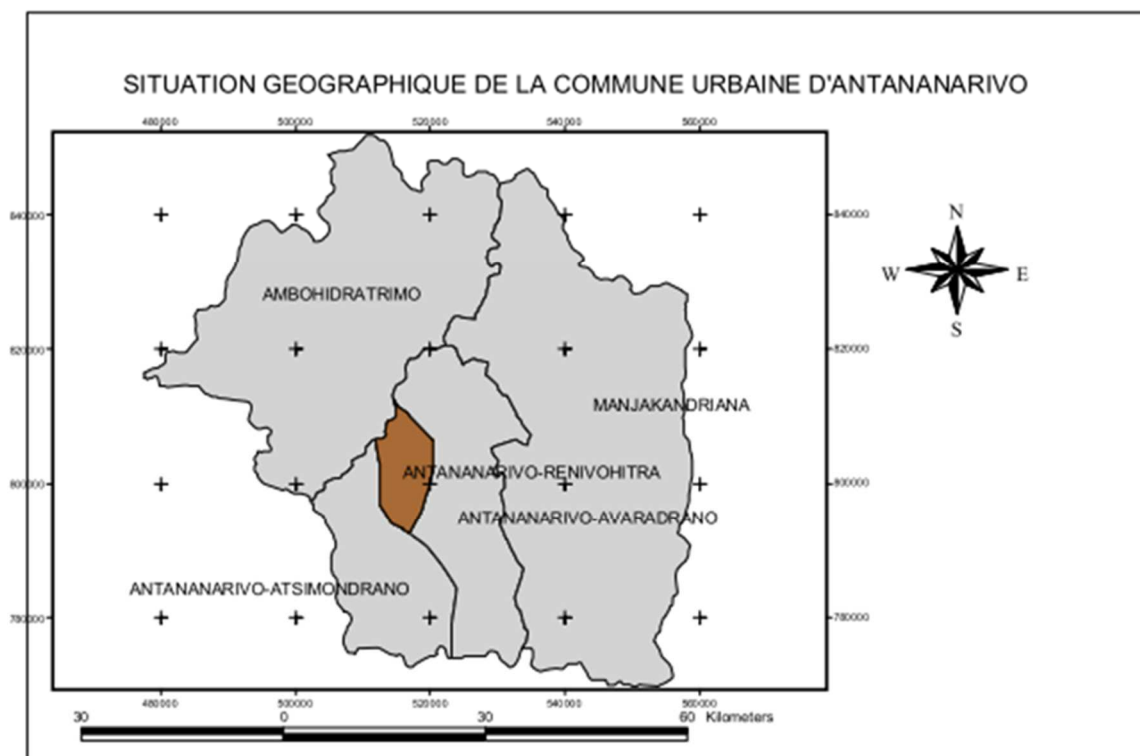 SITUATION GEOGRAPHIQUE DE LA COMMUNE URBAINE D'ANTANANARIVO
480000 500000 520000 540000 560000
N
840000 840000
W E
S
AMBOHIDRATRIMO
820000 820000
MANJAKANDRIANA
ANTANANARIVO-RENIVOHITRA
800000 800000
ANTANANARIVO-AVARADRANO
ANTANANARIVO-ATSIMONDRANO
780000 780000
480000 500000 520000 540000 560000
30 0 30 60 Kilometers